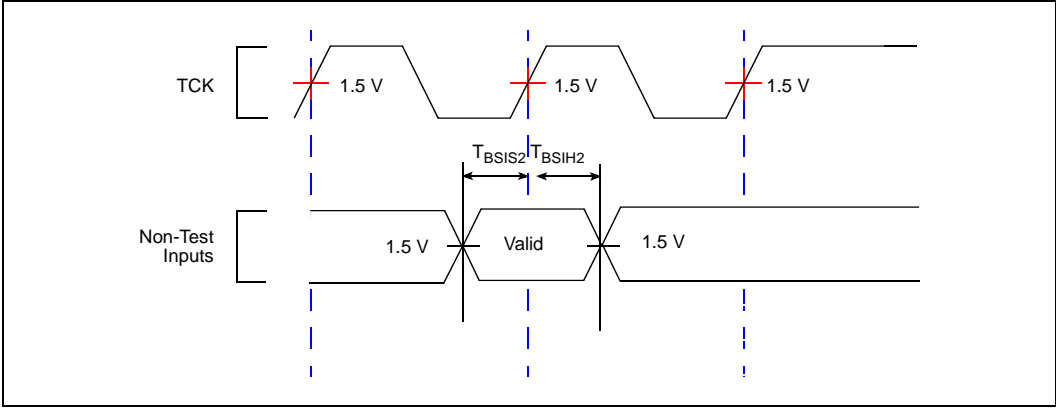 TCK
1.5 V
1.5 V
1.5 V
TBSIS2 TBSIH2
Non-Test
Inputs
1.5 V
Valid
1.5 V